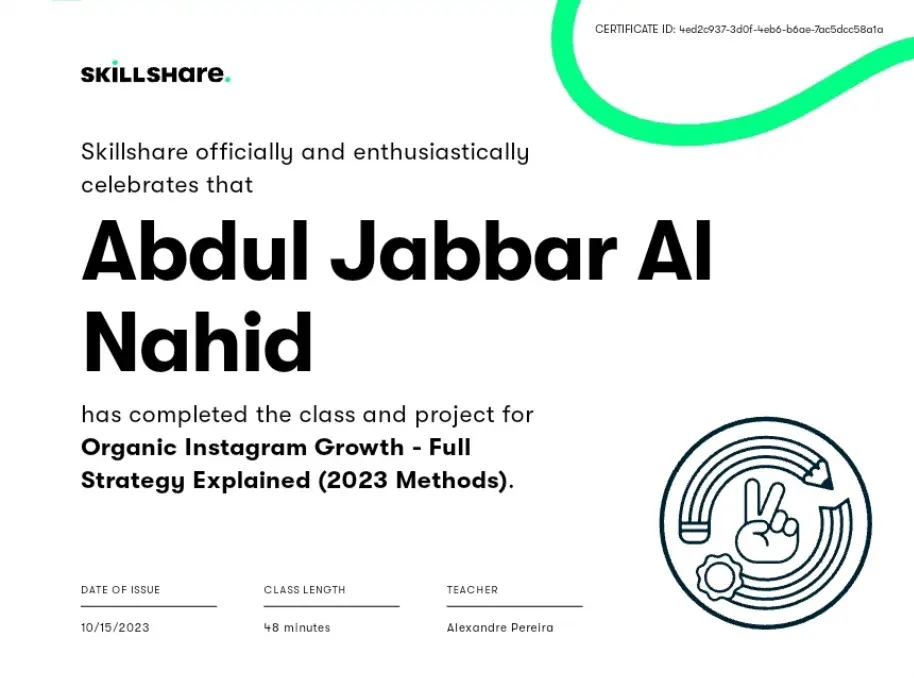 CERTIFICATE ID: 4ed2c937-3d0f-4eb6-b6ae-7ac5dcc58a1a
SKILLSHare.
Skillshare officially and enthusiastically
celebrates that
Abdul Jabbar Al
Nahid
has completed the class and project for
Organic Instagram Growth - Full
Strategy Explained (2023 Methods).
DATE OF ISSUE
CLASS LENGTH
TEACHER
10/15/2023
48 minutes
Alexandre Pereira